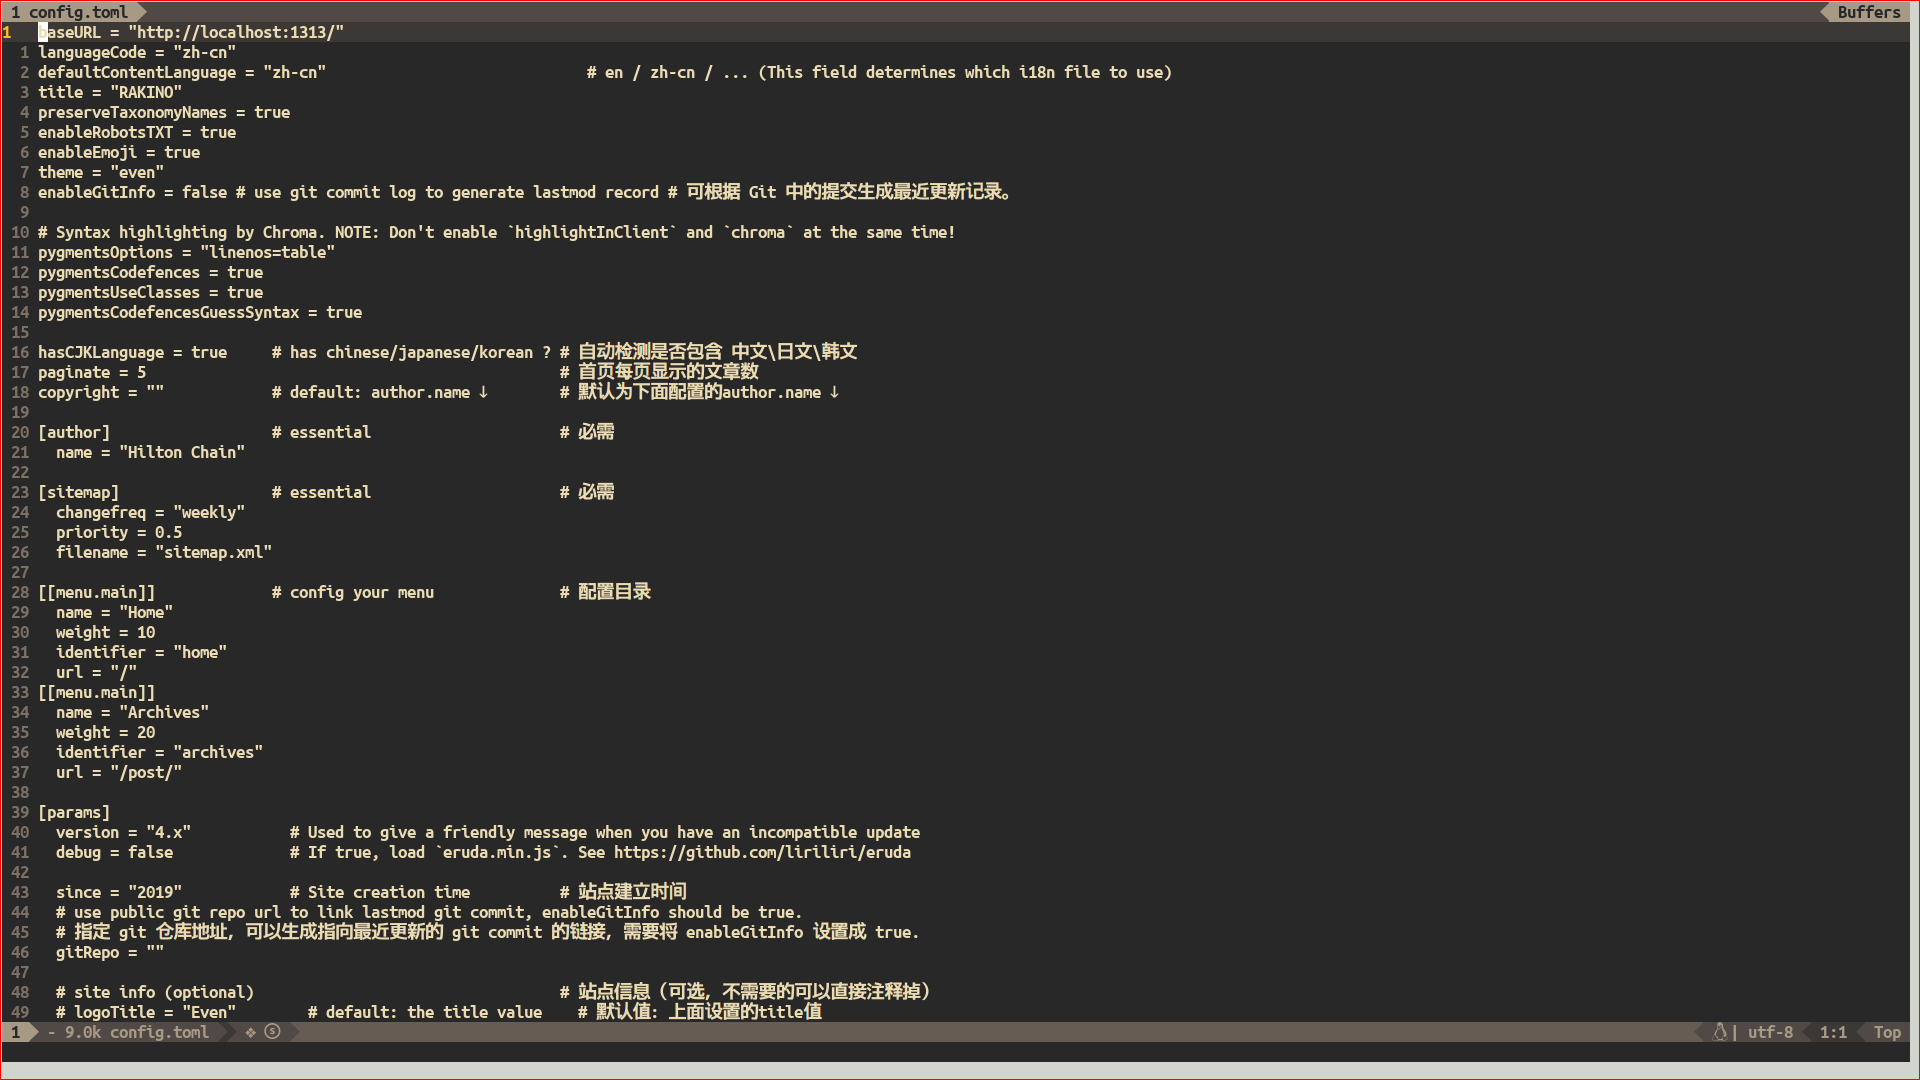 1 config.toml Buffers
1 baseURL = "http://localhost:1313/"
1 languageCode = "zh-cn"
2 defaultContentLanguage = "zh-cn" # en / zh-cn / ... (This field determines which i18n file to use)
3 title = "RAKINO"
4 preserveTaxonomyNames = true
5 enableRobotsTXT = true
6 enableEmoji = true
7 theme = "even"
8 enableGitInfo = false # use git commit log to generate lastmod record # 可根据 Git 中的提交生成最近更新记录。
9
10 # Syntax highlighting by Chroma. NOTE: Don't enable `highlightInClient` and `chroma` at the same time!
11 pygmentsOptions = "linenos=table"
12 pygmentsCodefences = true
13 pygmentsUseClasses = true
14 pygmentsCodefencesGuessSyntax = true
15
16 hasCJKLanguage = true # has chinese/japanese/korean ? # 自动检测是否包含 中文\日文\韩文
17 paginate = 5 # 首页每页显示的文章数
18 copyright = "" # default: author.name ↓ # 默认为下面配置的author.name ↓
19
20 [author] # essential # 必需
21 name = "Hilton Chain"
22
23 [sitemap] # essential # 必需
24 changefreq = "weekly"
25 priority = 0.5
26 filename = "sitemap.xml"
27
28 [[menu.main]] # config your menu # 配置目录
29 name = "Home"
30 weight = 10
31 identifier = "home"
32 url = "/"
33 [[menu.main]]
34 name = "Archives"
35 weight = 20
36 identifier = "archives"
37 url = "/post/"
38
39 [params]
40 version = "4.x" # Used to give a friendly message when you have an incompatible update
41 debug = false # If true, load `eruda.min.js`. See https://github.com/liriliri/eruda
42
43 since = "2019" # Site creation time # 站点建立时间
44 # use public git repo url to link lastmod git commit, enableGitInfo should be true.
45 # 指定 git 仓库地址，可以生成指向最近更新的 git commit 的链接，需要将 enableGitInfo 设置成 true.
46 gitRepo = ""
47
48 # site info (optional) # 站点信息（可选，不需要的可以直接注释掉）
49 # logoTitle = "Even" # default: the title value # 默认值：上面设置的title值
1 - 9.0k config.toml ❖ ⓢ | utf-8 1:1 Top